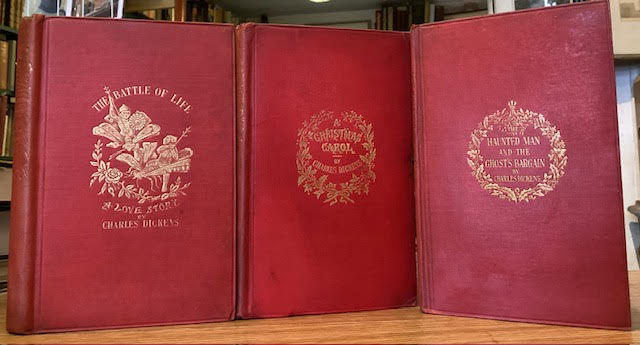 THE BATTLE OF LIFE
A LOVE STORY
BY
CHARLES DICKENS
A
CHRISTMAS
CAROL
BY
CHARLES DICKENS
THE
HAUNTED MAN
AND THE
GHOST'S BARGAIN
BY
CHARLES DICKENS